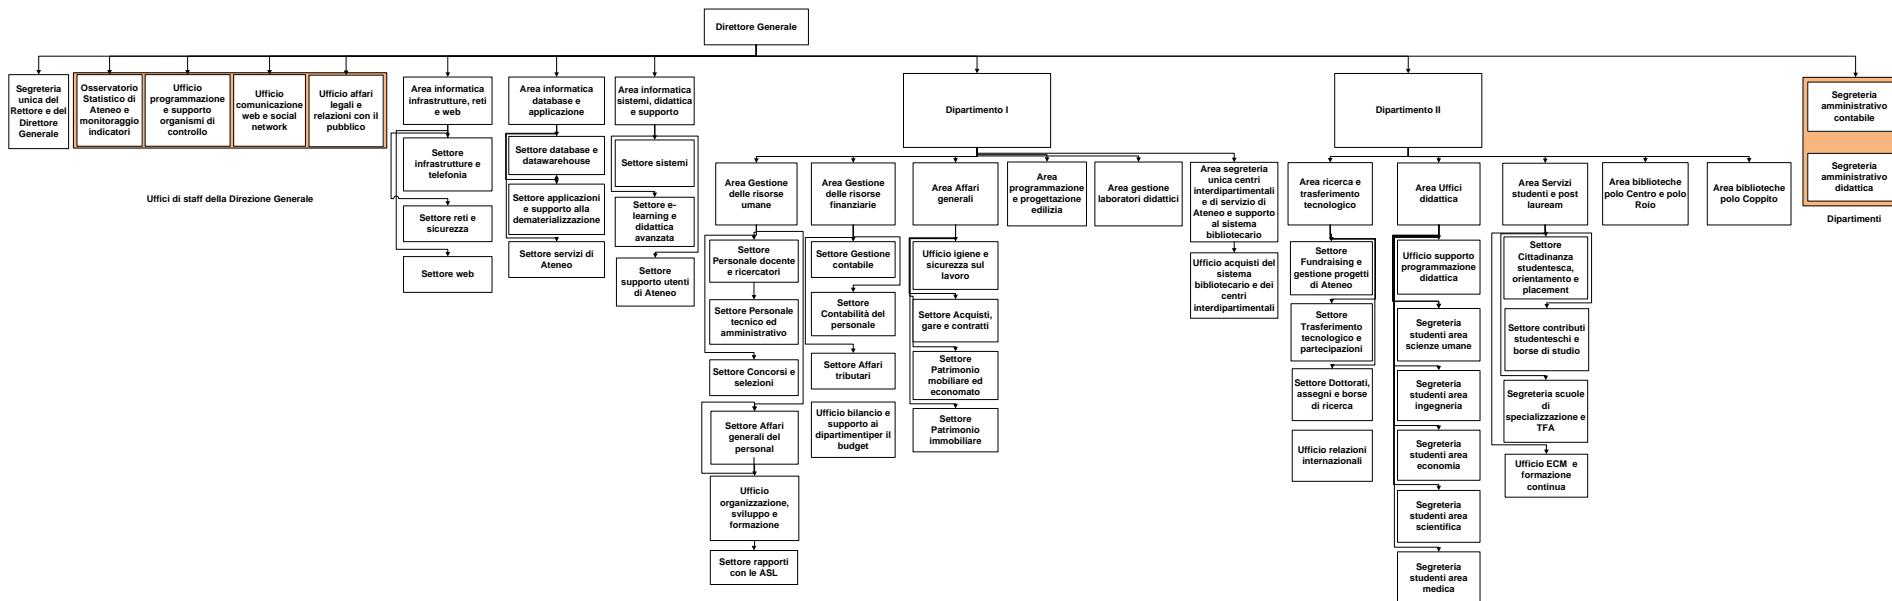 Direttore Generale
Segreteria
unica del
Rettore e del
Direttore
Generale
Osservatorio
Statistico di
Ateneo e
monitoraggio
indicatori
Ufficio
programmazione
e supporto
organismi di
controllo
Ufficio
comunicazione
web e social
network
Ufficio affari
legali e
relazioni con il
pubblico
Uffici di staff della Direzione Generale
Area informatica
infrastrutture, reti
e web
Settore
infrastrutture e
telefonia
Settore reti e
sicurezza
Settore web
Area informatica
database e
applicazione
Settore database e
datawarehouse
Settore applicazioni
e supporto alla
dematerializzazione
Settore servizi di
Ateneo
Area informatica
sistemi, didattica
e supporto
Settore sistemi
Settore e-
learning e
didattica
avanzata
Settore
supporto utenti
di Ateneo
Dipartimento I
Area Gestione
delle risorse
umane
Settore
Personale docente
e ricercatori
Settore Personale
tecnico ed
amministrativo
Settore Concorsi e
selezioni
Settore Affari
generali del
personal
Ufficio
organizzazione,
sviluppo e
formazione
Settore rapporti
con le ASL
Area Gestione
delle risorse
finanziarie
Settore Gestione
contabile
Settore
Contabilità del
personale
Settore Affari
tributari
Ufficio bilancio e
supporto ai
dipartimentiper il
budget
Area Affari
generali
Ufficio igiene e
sicurezza sul
lavoro
Settore Acquisti,
gare e contratti
Settore
Patrimonio
mobiliare ed
economato
Settore
Patrimonio
immobiliare
Area
programmazione
e progettazione
edilizia
Area gestione
laboratori didattici
Area segreteria
unica centri
interdipartimentali
e di servizio di
Ateneo e supporto
al sistema
bibliotecario
Ufficio acquisti del
sistema
bibliotecario e dei
centri
interdipartimentali
Dipartimento II
Area ricerca e
trasferimento
tecnologico
Settore
Fundraising e
gestione progetti
di Ateneo
Settore
Trasferimento
tecnologico e
partecipazioni
Settore Dottorati,
assegni e borse
di ricerca
Ufficio relazioni
internazionali
Area Uffici
didattica
Ufficio supporto
programmazione
didattica
Segreteria
studenti area
scienze umane
Segreteria
studenti area
ingegneria
Segreteria
studenti area
economia
Segreteria
studenti area
scientifica
Segreteria
studenti area
medica
Area Servizi
studenti e post
lauream
Settore
Cittadinanza
studentesca,
orientamento e
placement
Settore contributi
studenteschi e
borse di studio
Segreteria scuole
di
specializzazione e
TFA
Ufficio ECM e
formazione
continua
Area biblioteche
polo Centro e polo
Roio
Area biblioteche
polo Coppito
Segreteria
amministrativo
contabile
Segreteria
amministrativo
didattica
Dipartimenti